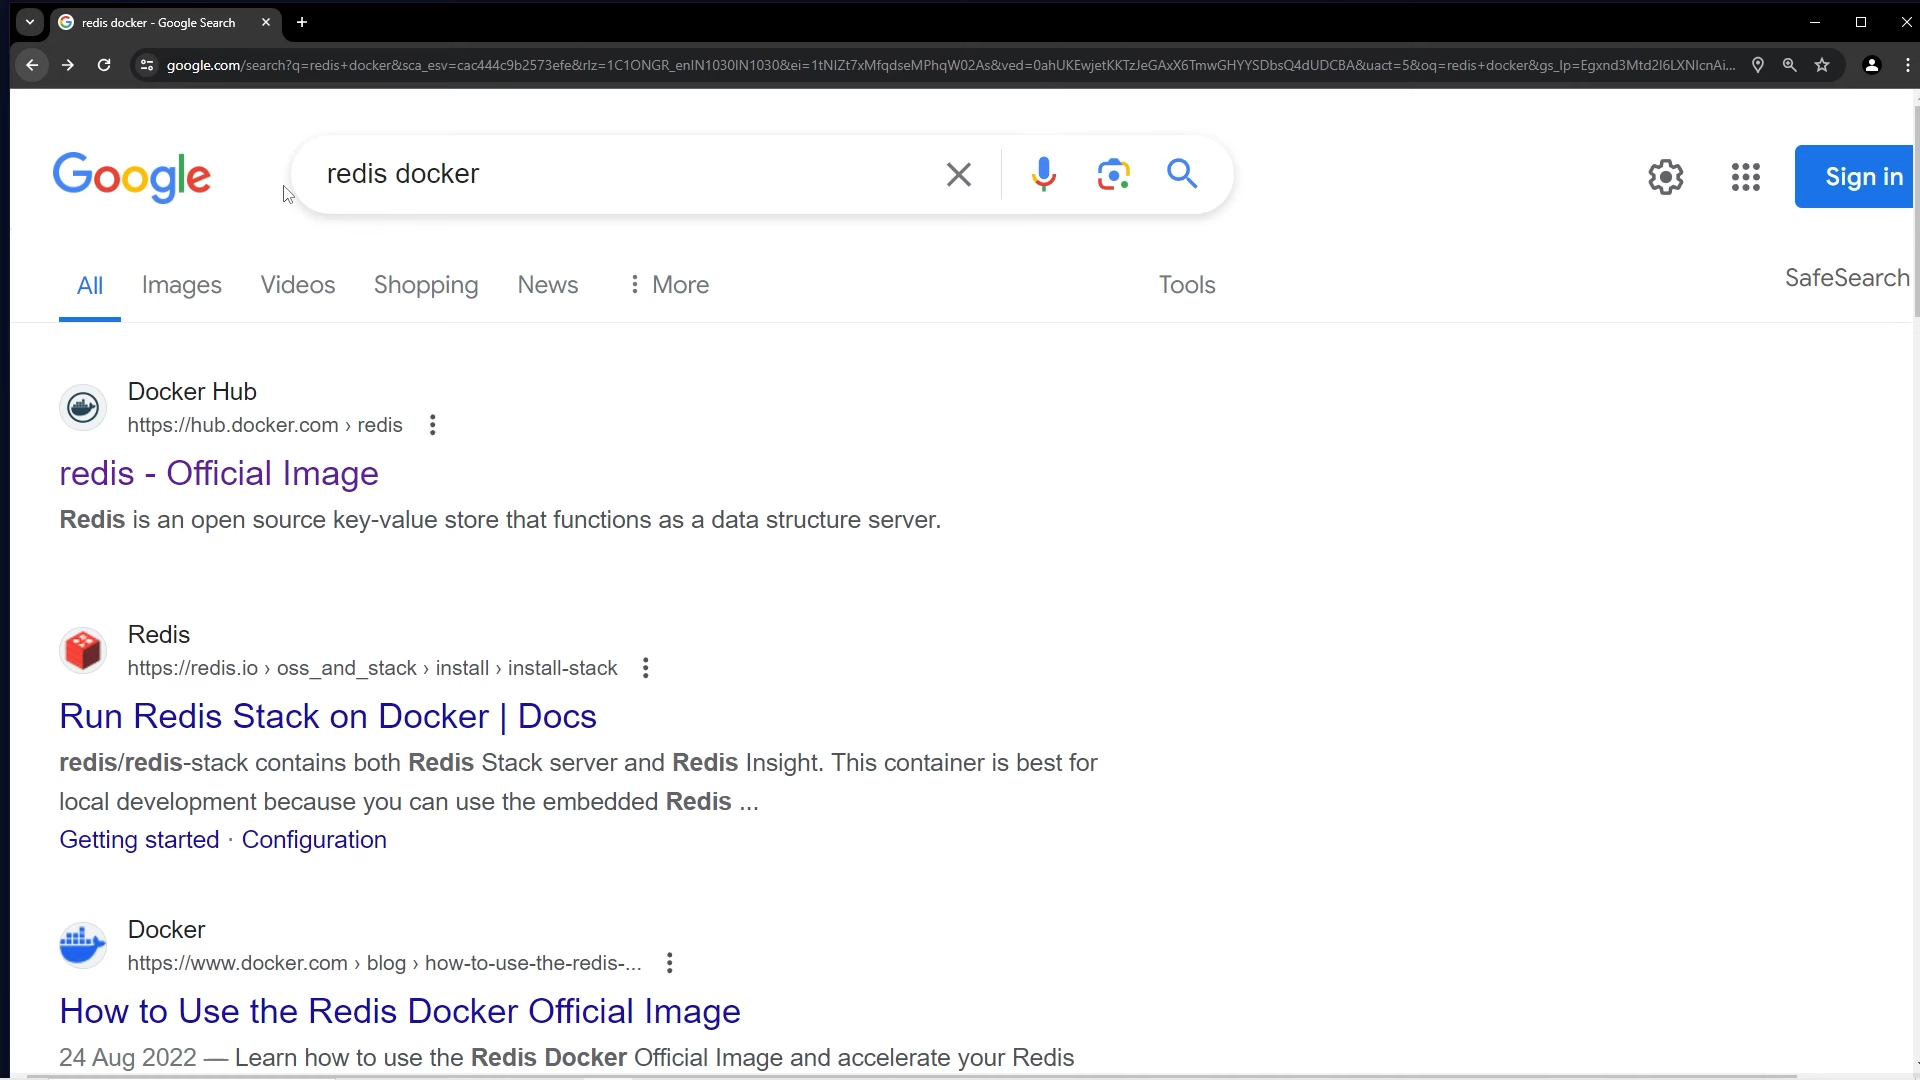 redis docker - Google Search
google.com/search?q=redis+docker&sca_esv=cac444c9b2573efe&rlz=1C1ONGR_enIN1030IN1030&ei=1tNIZt7xMfqdseMPhqW02As&ved=0ahUKEwjetKKTzJeGAxX6TmwGHYYSDbsQ4dUDCBA&uact=5&oq=redis+docker&gs_lp=Egxnd3Mtd2l6LXNlcnAi...
Google
redis docker
Sign in
All Images Videos Shopping News More Tools SafeSearch
Docker Hub
https://hub.docker.com › redis
redis - Official Image
Redis is an open source key-value store that functions as a data structure server.
Redis
https://redis.io › oss_and_stack › install › install-stack
Run Redis Stack on Docker | Docs
redis/redis-stack contains both Redis Stack server and Redis Insight. This container is best for
local development because you can use the embedded Redis ...
Getting started · Configuration
Docker
https://www.docker.com › blog › how-to-use-the-redis-...
How to Use the Redis Docker Official Image
24 Aug 2022 — Learn how to use the Redis Docker Official Image and accelerate your Redis